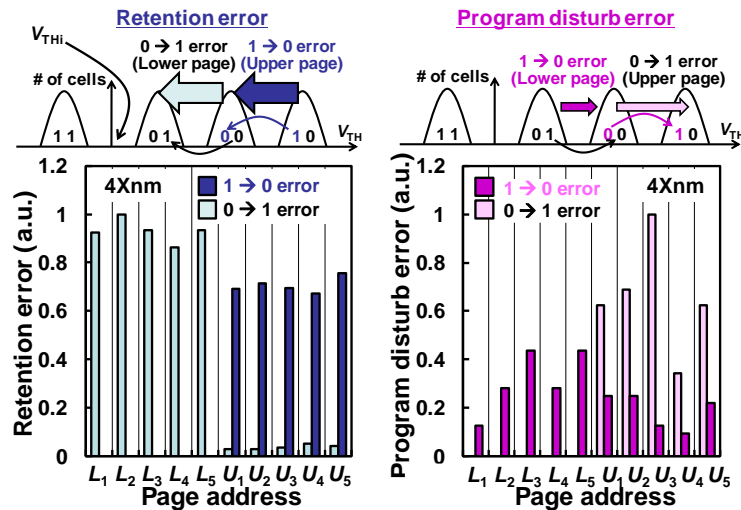 Retention error
V_THi
0 → 1 error
(Lower page)
1 → 0 error
(Upper page)
# of cells
1 1
0 1
0 0
1 0
V_TH
4Xnm
1 → 0 error
0 → 1 error
Retention error (a.u.)
1.2
1
0.8
0.6
0.4
0.2
0
L1 L2 L3 L4 L5 U1 U2 U3 U4 U5
Page address
Program disturb error
1 → 0 error
(Lower page)
0 → 1 error
(Upper page)
# of cells
1 1
0 1
0 0
1 0
V_TH
4Xnm
1 → 0 error
0 → 1 error
Program disturb error (a.u.)
1.2
1
0.8
0.6
0.4
0.2
0
L1 L2 L3 L4 L5 U1 U2 U3 U4 U5
Page address